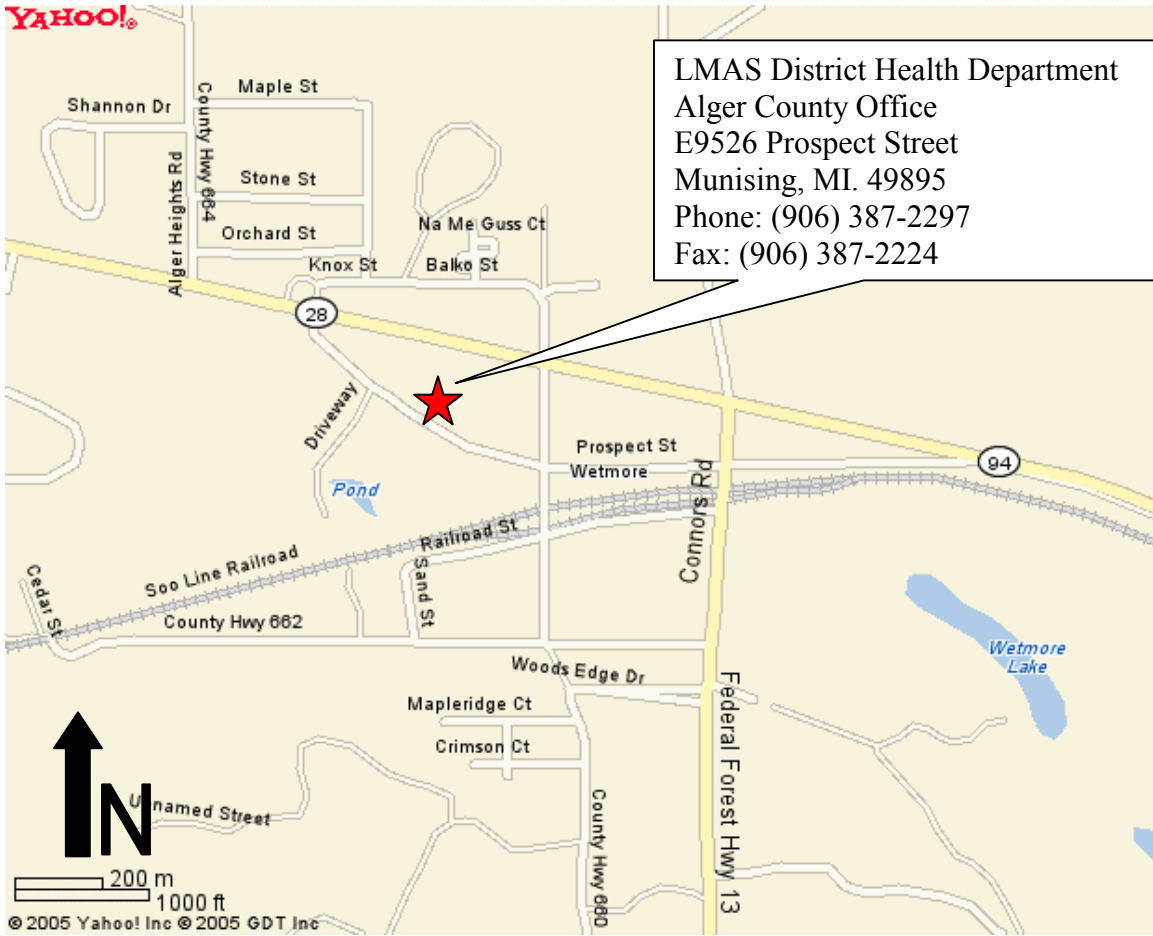 YAHOO!®
LMAS District Health Department
Alger County Office
E9526 Prospect Street
Munising, MI. 49895
Phone: (906) 387-2297
Fax: (906) 387-2224
Maple St
Shannon Dr
County Hwy 664
Alger Heights Rd
Stone St
Orchard St
Na Me Guss Ct
Knox St
Balko St
28
Driveway
Prospect St
Wetmore
94
Pond
Connors Rd
Railroad St
Soo Line Railroad
Cedar St
Sand St
County Hwy 662
Wetmore
Lake
Woods Edge Dr
Mapleridge Ct
Crimson Ct
Federal Forest Hwy 13
County Hwy 660
Unnamed Street
N
200 m
1000 ft
© 2005 Yahoo! Inc © 2005 GDT Inc